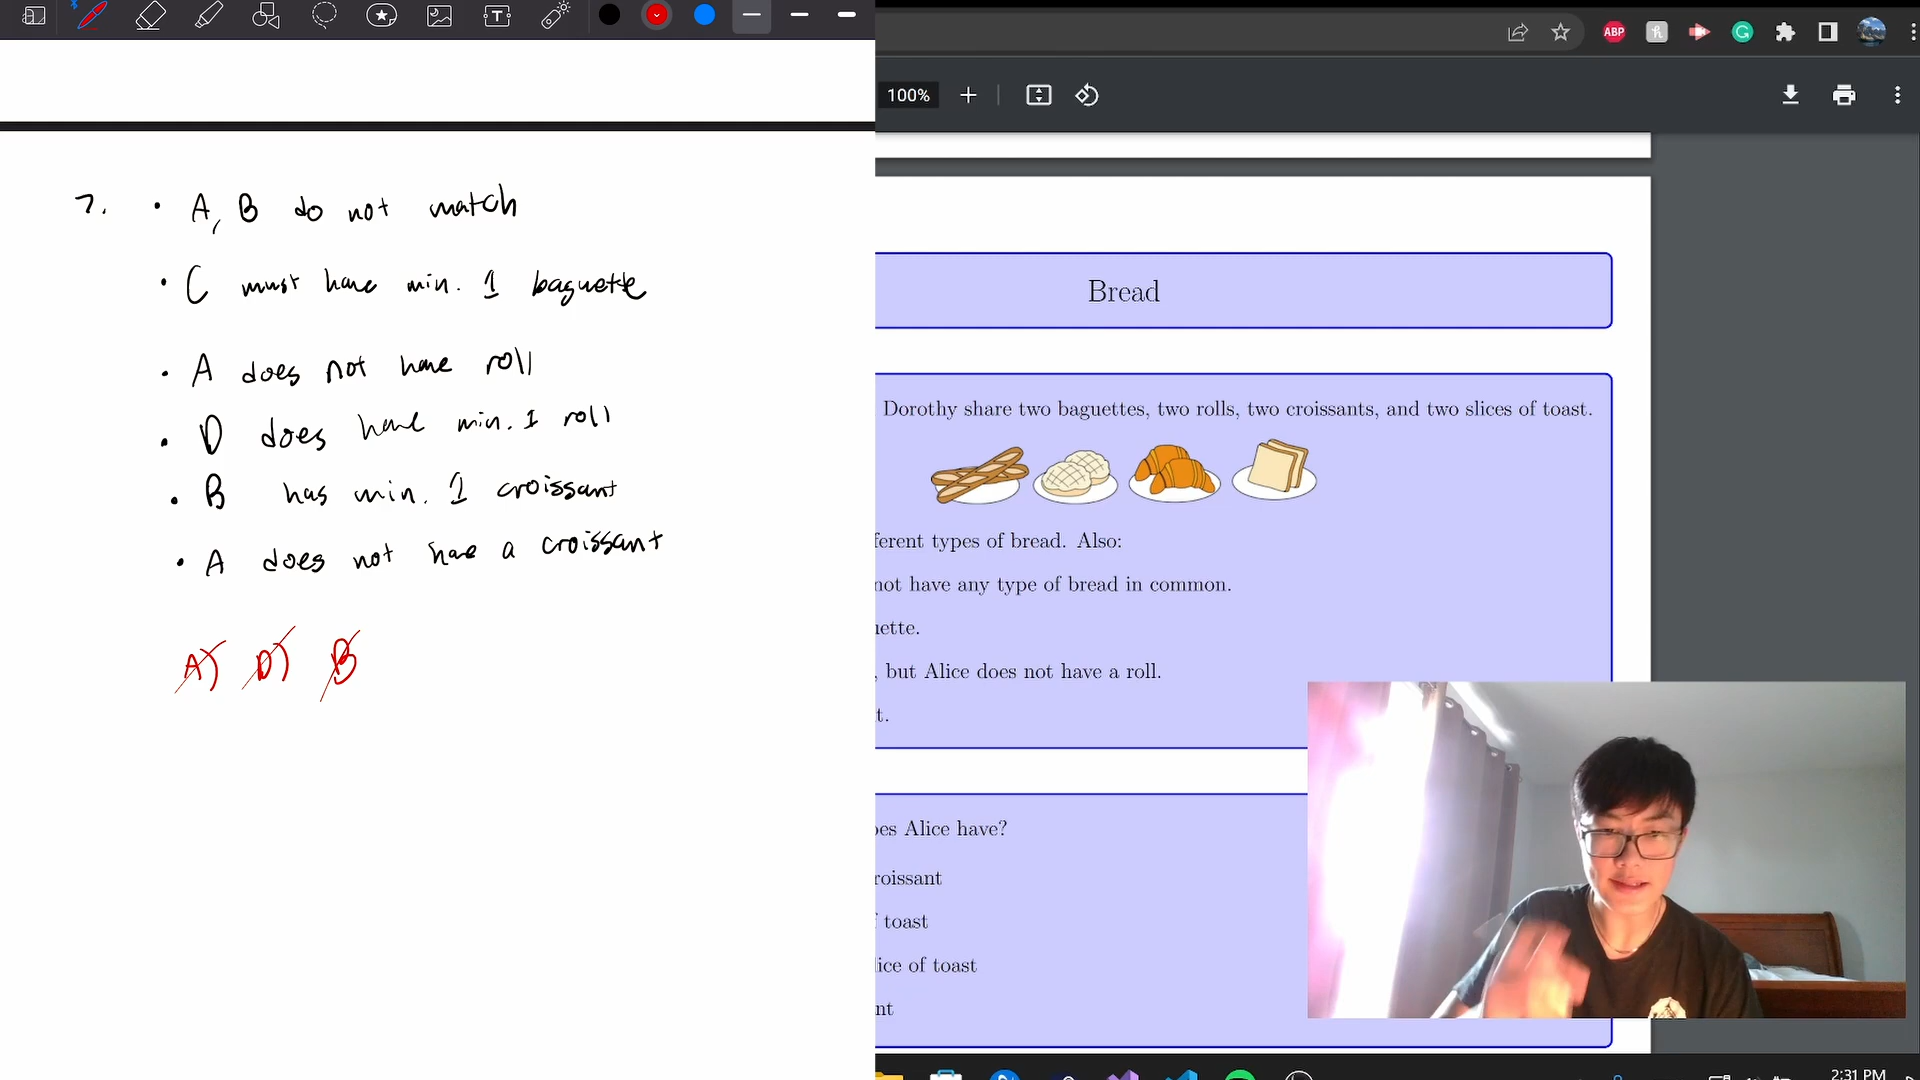 7. • A, B do not match
• C must have min. 1 baguette
• A does not have roll
• D does have min. 1 roll
• B has min. 1 croissant
• A does not have a croissant
A) D) B
100%
ABP
Bread
Dorothy share two baguettes, two rolls, two croissants, and two slices of toast.
ferent types of bread. Also:
not have any type of bread in common.
uette.
, but Alice does not have a roll.
t.
oes Alice have?
roissant
f toast
lice of toast
nt
2:31 PM